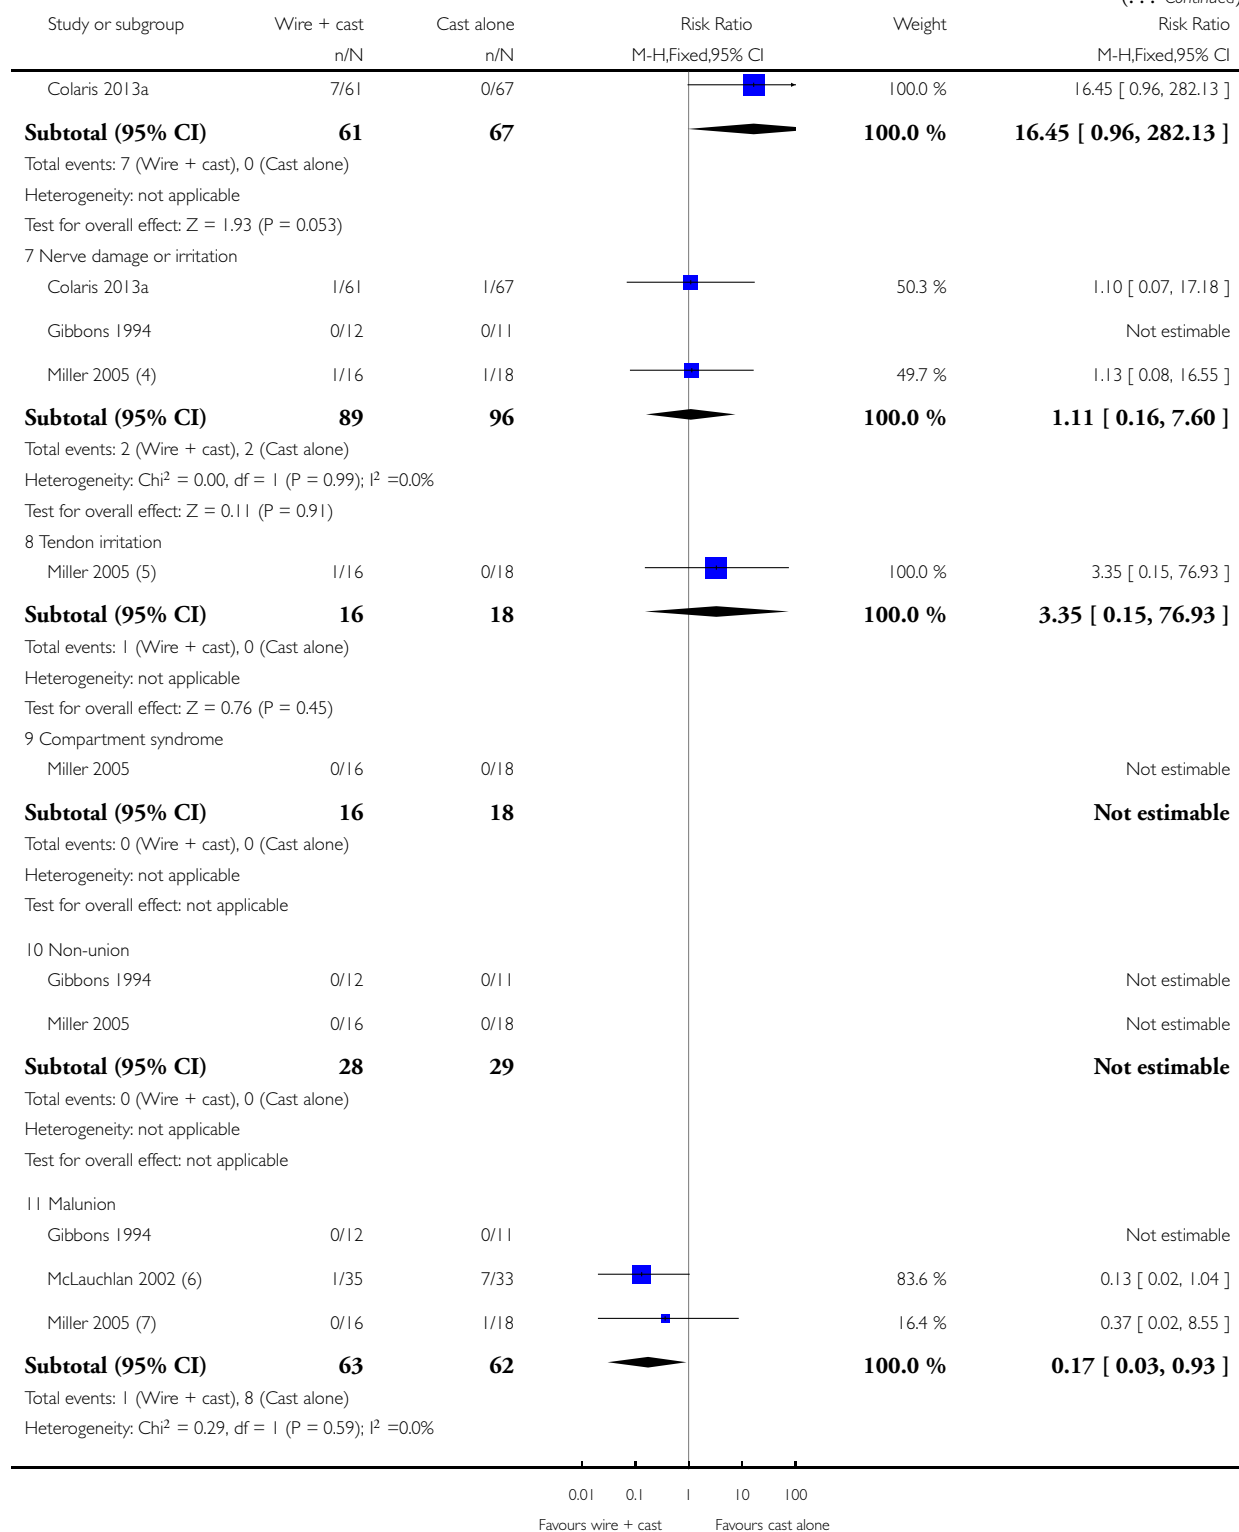 (. . . Continued)
Study or subgroup Wire + cast Cast alone Risk Ratio Weight Risk Ratio
n/N n/N M-H,Fixed,95% CI M-H,Fixed,95% CI
Colaris 2013a 7/61 0/67 100.0 % 16.45 [ 0.96, 282.13 ]
Subtotal (95% CI) 61 67 100.0 % 16.45 [ 0.96, 282.13 ]
Total events: 7 (Wire + cast), 0 (Cast alone)
Heterogeneity: not applicable
Test for overall effect: Z = 1.93 (P = 0.053)
7 Nerve damage or irritation
Colaris 2013a 1/61 1/67 50.3 % 1.10 [ 0.07, 17.18 ]
Gibbons 1994 0/12 0/11 Not estimable
Miller 2005 (4) 1/16 1/18 49.7 % 1.13 [ 0.08, 16.55 ]
Subtotal (95% CI) 89 96 100.0 % 1.11 [ 0.16, 7.60 ]
Total events: 2 (Wire + cast), 2 (Cast alone)
Heterogeneity: Chi² = 0.00, df = 1 (P = 0.99); I² =0.0%
Test for overall effect: Z = 0.11 (P = 0.91)
8 Tendon irritation
Miller 2005 (5) 1/16 0/18 100.0 % 3.35 [ 0.15, 76.93 ]
Subtotal (95% CI) 16 18 100.0 % 3.35 [ 0.15, 76.93 ]
Total events: 1 (Wire + cast), 0 (Cast alone)
Heterogeneity: not applicable
Test for overall effect: Z = 0.76 (P = 0.45)
9 Compartment syndrome
Miller 2005 0/16 0/18 Not estimable
Subtotal (95% CI) 16 18 Not estimable
Total events: 0 (Wire + cast), 0 (Cast alone)
Heterogeneity: not applicable
Test for overall effect: not applicable
10 Non-union
Gibbons 1994 0/12 0/11 Not estimable
Miller 2005 0/16 0/18 Not estimable
Subtotal (95% CI) 28 29 Not estimable
Total events: 0 (Wire + cast), 0 (Cast alone)
Heterogeneity: not applicable
Test for overall effect: not applicable
11 Malunion
Gibbons 1994 0/12 0/11 Not estimable
McLauchlan 2002 (6) 1/35 7/33 83.6 % 0.13 [ 0.02, 1.04 ]
Miller 2005 (7) 0/16 1/18 16.4 % 0.37 [ 0.02, 8.55 ]
Subtotal (95% CI) 63 62 100.0 % 0.17 [ 0.03, 0.93 ]
Total events: 1 (Wire + cast), 8 (Cast alone)
Heterogeneity: Chi² = 0.29, df = 1 (P = 0.59); I² =0.0%
0.01 0.1 1 10 100
Favours wire + cast Favours cast alone